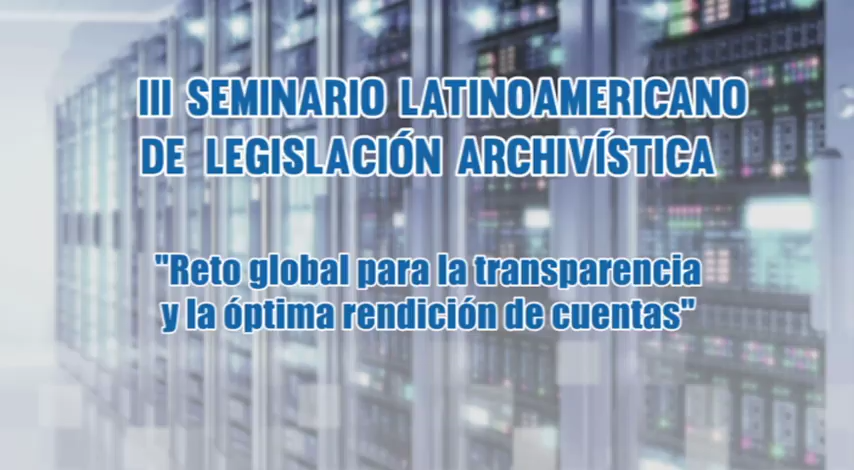 III SEMINARIO LATINOAMERICANO
DE LEGISLACIÓN ARCHIVÍSTICA
"Reto global para la transparencia
y la óptima rendición de cuentas"